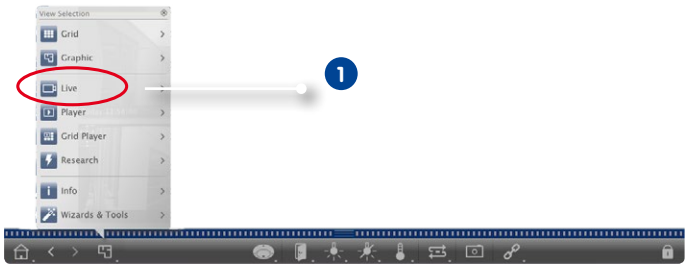 View Selection
Grid
Graphic
Live
1
Player
Grid Player
Research
Info
Wizards & Tools